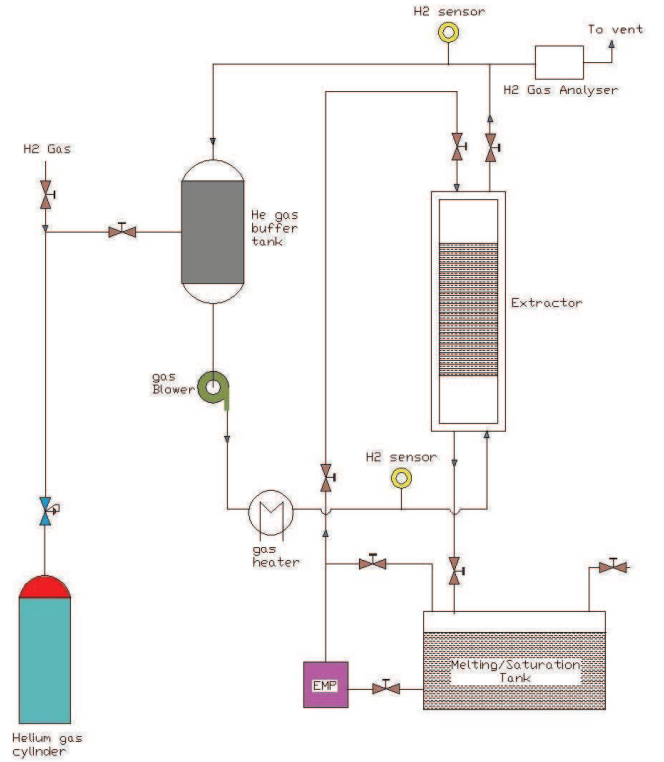 H2 sensor
To vent
H2 Gas Analyser
H2 Gas
He gas
buffer
tank
Extractor
gas
Blower
H2 sensor
gas
heater
Melting/Saturation
Tank
EMP
Helium gas
cylinder